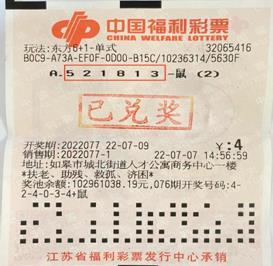 中国福利彩票
CHINA WELFARE LOTTERY
玩法:东方6+1-单式 32065416
B0C9-A73A-EF0F-0D00-B15C/10236314/5630F
A.521813-鼠 (2)
已兑奖
开奖期:2022077 22-07-09 ¥:4
销售期:2022077-1 22-07-07 14:56:59
地址:如皋市城北街道人才公寓商务中心一楼
*扶老、助残、救孤、济困*
奖池余额:102961038.19元,076期开奖号码:4-
2-4-0-3-4+鼠
江苏省福利彩票发行中心承销